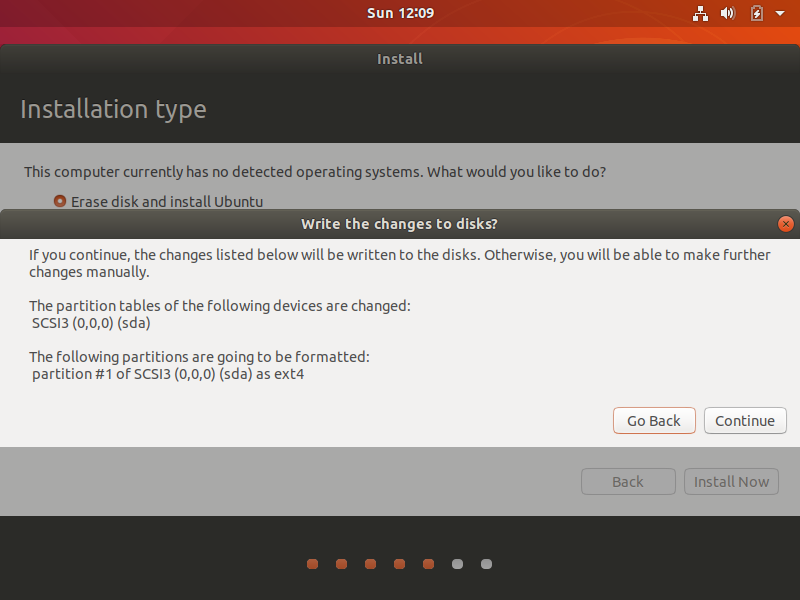 Sun 12:09
Install
Installation type
This computer currently has no detected operating systems. What would you like to do?
Erase disk and install Ubuntu
Write the changes to disks?
If you continue, the changes listed below will be written to the disks. Otherwise, you will be able to make further
changes manually.
The partition tables of the following devices are changed:
SCSI3 (0,0,0) (sda)
The following partitions are going to be formatted:
partition #1 of SCSI3 (0,0,0) (sda) as ext4
Go Back Continue
Back Install Now